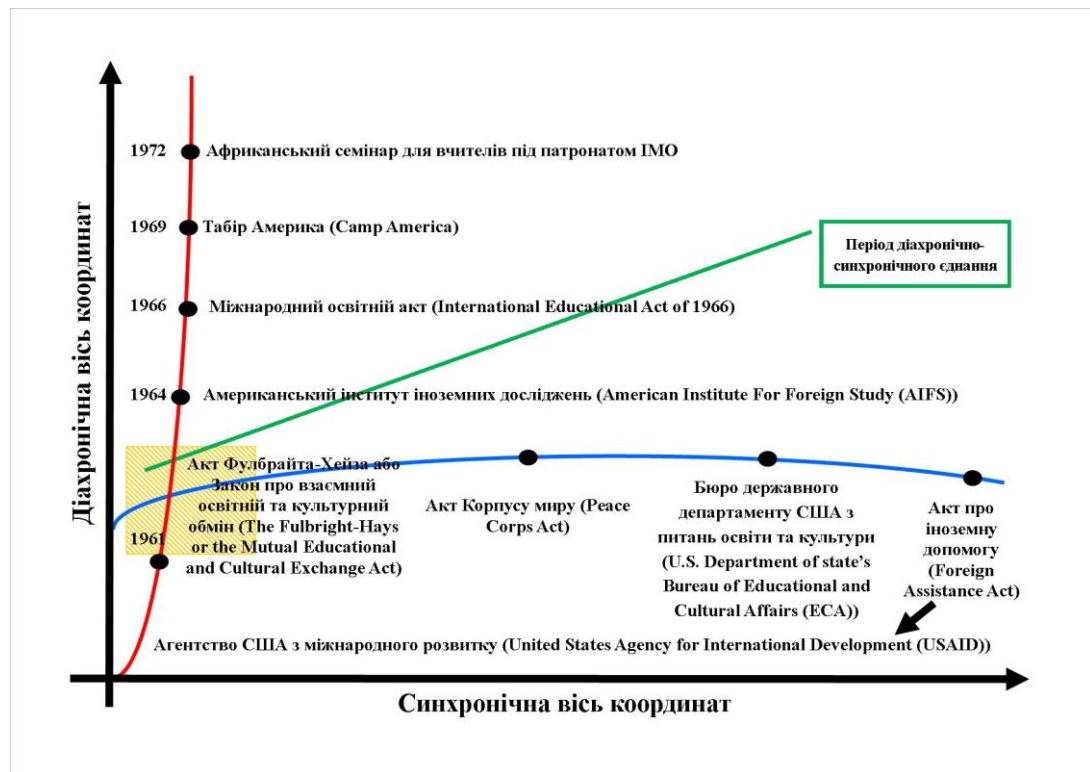 1972
Африканський семінар для вчителів під патронатом ІМО
1969
Табір Америка (Camp America)
Період діахронічно-
синхронічного єднання
1966
Міжнародний освітній акт (International Educational Act of 1966)
1964
Американський інститут іноземних досліджень (American Institute For Foreign Study (AIFS))
1961
Акт Фулбрайта-Хейза або
Закон про взаємний
освітній та культурний
обмін (The Fulbright-Hays
or the Mutual Educational
and Cultural Exchange Act)
Акт Корпусу миру (Peace
Corps Act)
Бюро державного
департаменту США з
питань освіти та культури
(U.S. Department of state’s
Bureau of Educational and
Cultural Affairs (ECA))
Акт про
іноземну
допомогу
(Foreign
Assistance Act)
Агентство США з міжнародного розвитку (United States Agency for International Development (USAID))
Діахронічна вісь координат
Синхронічна вісь координат